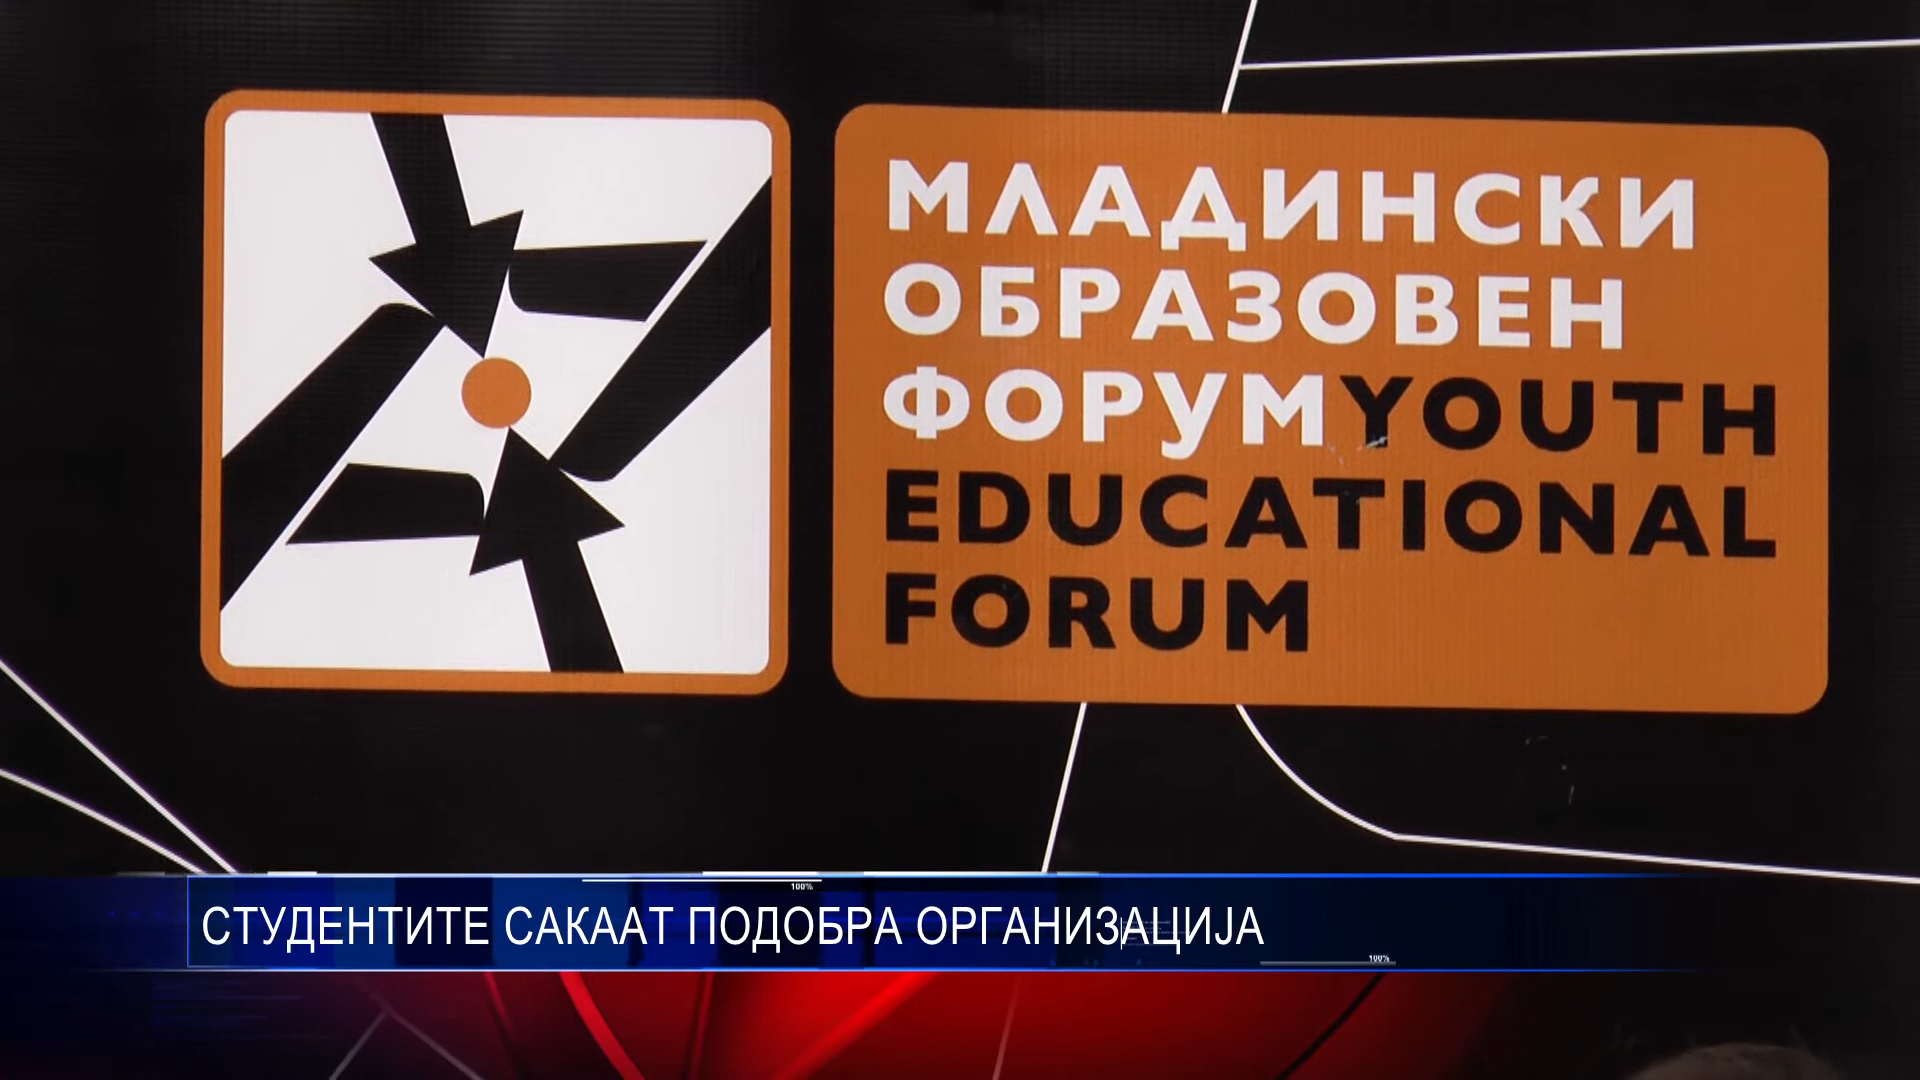 МЛАДИНСКИ
ОБРАЗОВЕН
ФОРУМYOUTH
EDUCATIONAL
FORUM
100%
СТУДЕНТИТЕ САКААТ ПОДОБРА ОРГАНИЗАЦИЈА
100%